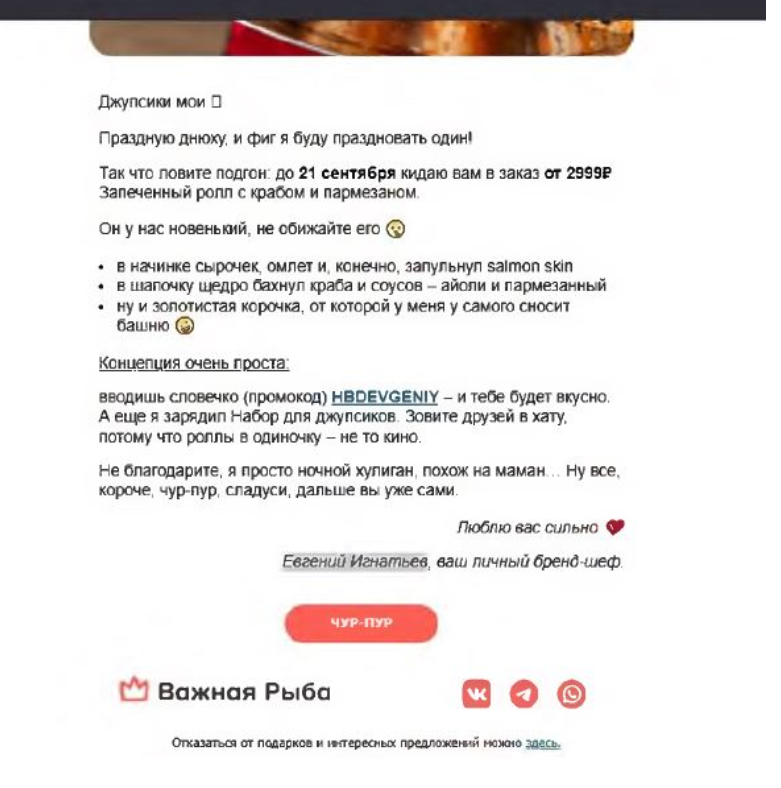 Джупсики мои
Праздную днюху, и фиг я буду праздновать один!
Так что ловите подгон: до 21 сентября кидаю вам в заказ от 2999₽
Запеченный ролл с крабом и пармезаном.
Он у нас новенький, не обижайте его 😯
• в начинке сырочек, омлет и, конечно, запульнул salmon skin
• в шапочку щедро бахнул краба и соусов – айоли и пармезанный
• ну и золотистая корочка, от которой у меня у самого сносит
башню 😜
Концепция очень проста:
вводишь словечко (промокод) HBDEVGENIY – и тебе будет вкусно.
А еще я зарядил Набор для джупсиков. Зовите друзей в хату,
потому что роллы в одиночку – не то кино.
Не благодарите, я просто ночной хулиган, похож на маман... Ну все,
короче, чур-пур, сладуси, дальше вы уже сами.
Люблю вас сильно ❤
Евгений Игнатьев, ваш личный бренд-шеф.
ЧУР-ПУР
Важная Рыба
Отказаться от подарков и интересных предложений можно здесь.